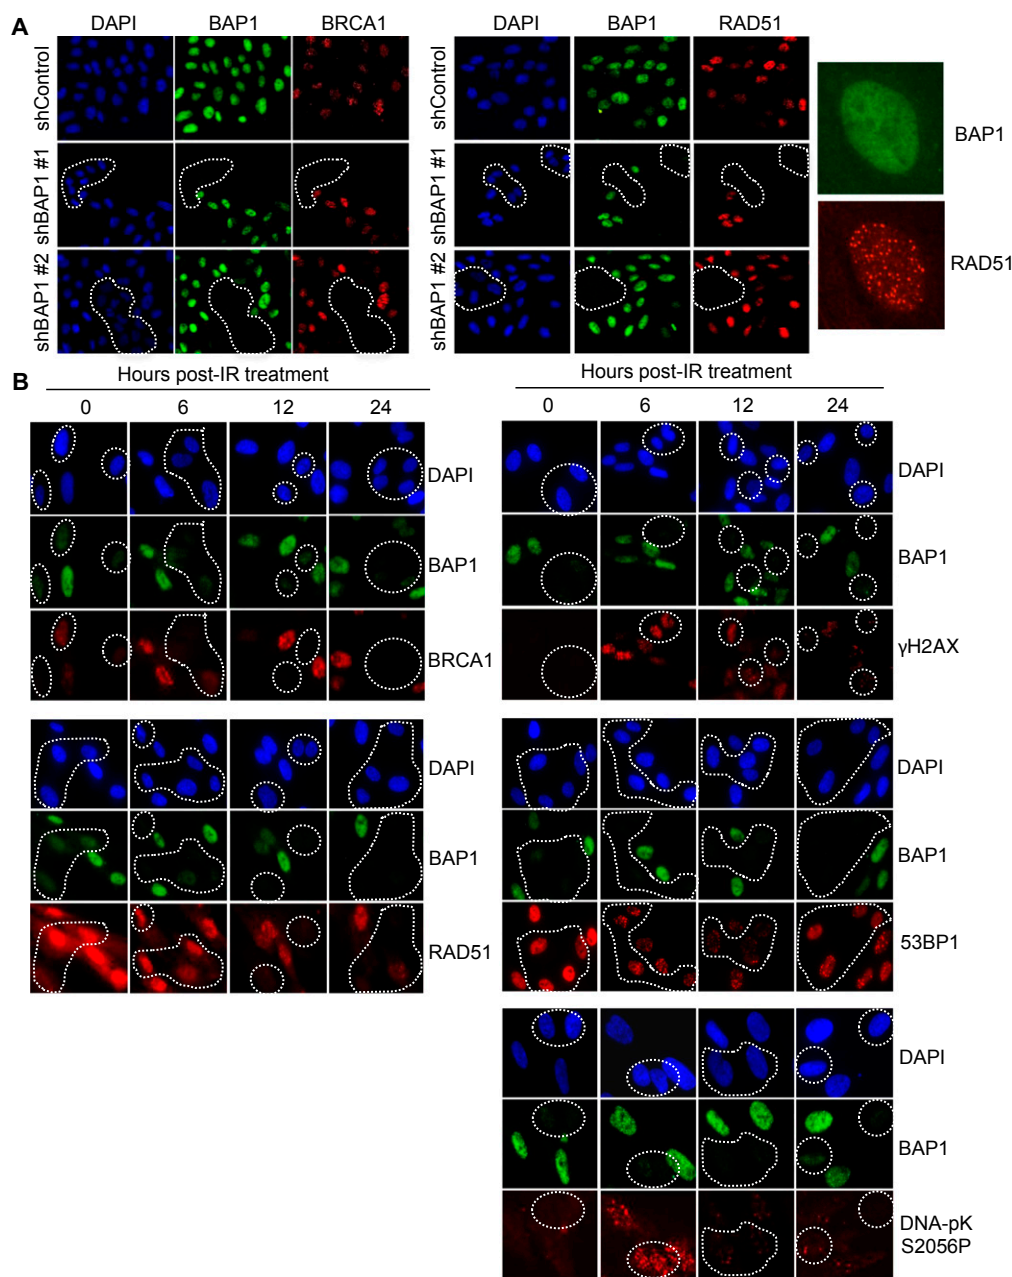 A
DAPI BAP1 BRCA1
shControl
shBAP1 #1
shBAP1 #2
DAPI BAP1 RAD51
shControl
shBAP1 #1
shBAP1 #2
BAP1
RAD51
B
Hours post-IR treatment
0 6 12 24
DAPI
BAP1
BRCA1
DAPI
BAP1
RAD51
Hours post-IR treatment
0 6 12 24
DAPI
BAP1
γH2AX
DAPI
BAP1
53BP1
DAPI
BAP1
DNA-pK
S2056P